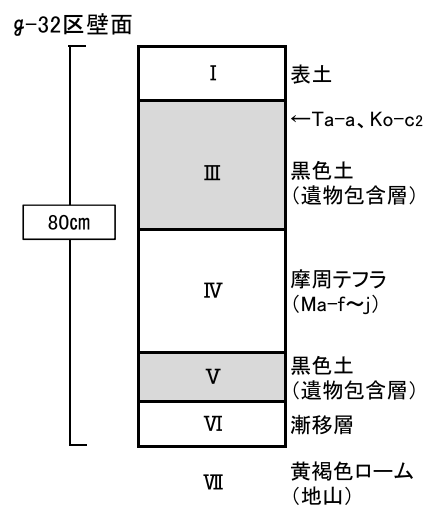 g-32区壁面
Ⅰ 表土
←Ta-a、Ko-c2
Ⅲ 黒色土
(遺物包含層)
80㎝
Ⅳ 摩周テフラ
(Ma-f~j)
Ⅴ 黒色土
(遺物包含層)
Ⅵ 漸移層
Ⅶ 黄褐色ローム
(地山)